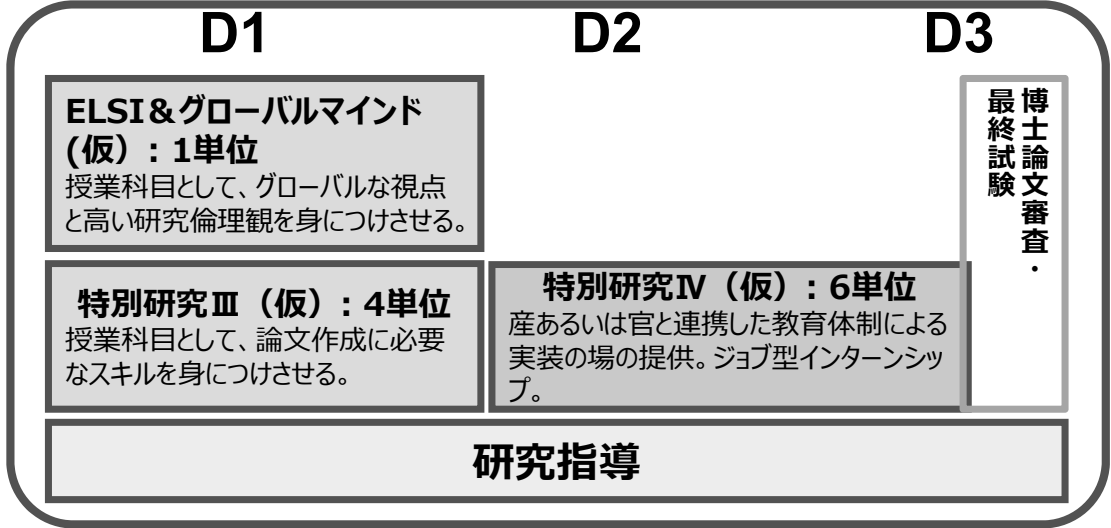 D1
D2
D3
ELSI&グローバルマインド
(仮）：1単位
授業科目として、グローバルな視点
と高い研究倫理観を身につけさせる。
特別研究Ⅲ（仮）：4単位
授業科目として、論文作成に必要
なスキルを身につけさせる。
特別研究Ⅳ（仮）：6単位
産あるいは官と連携した教育体制による
実装の場の提供。ジョブ型インターンシッ
プ。
博士論文審査・
最終試験
研究指導